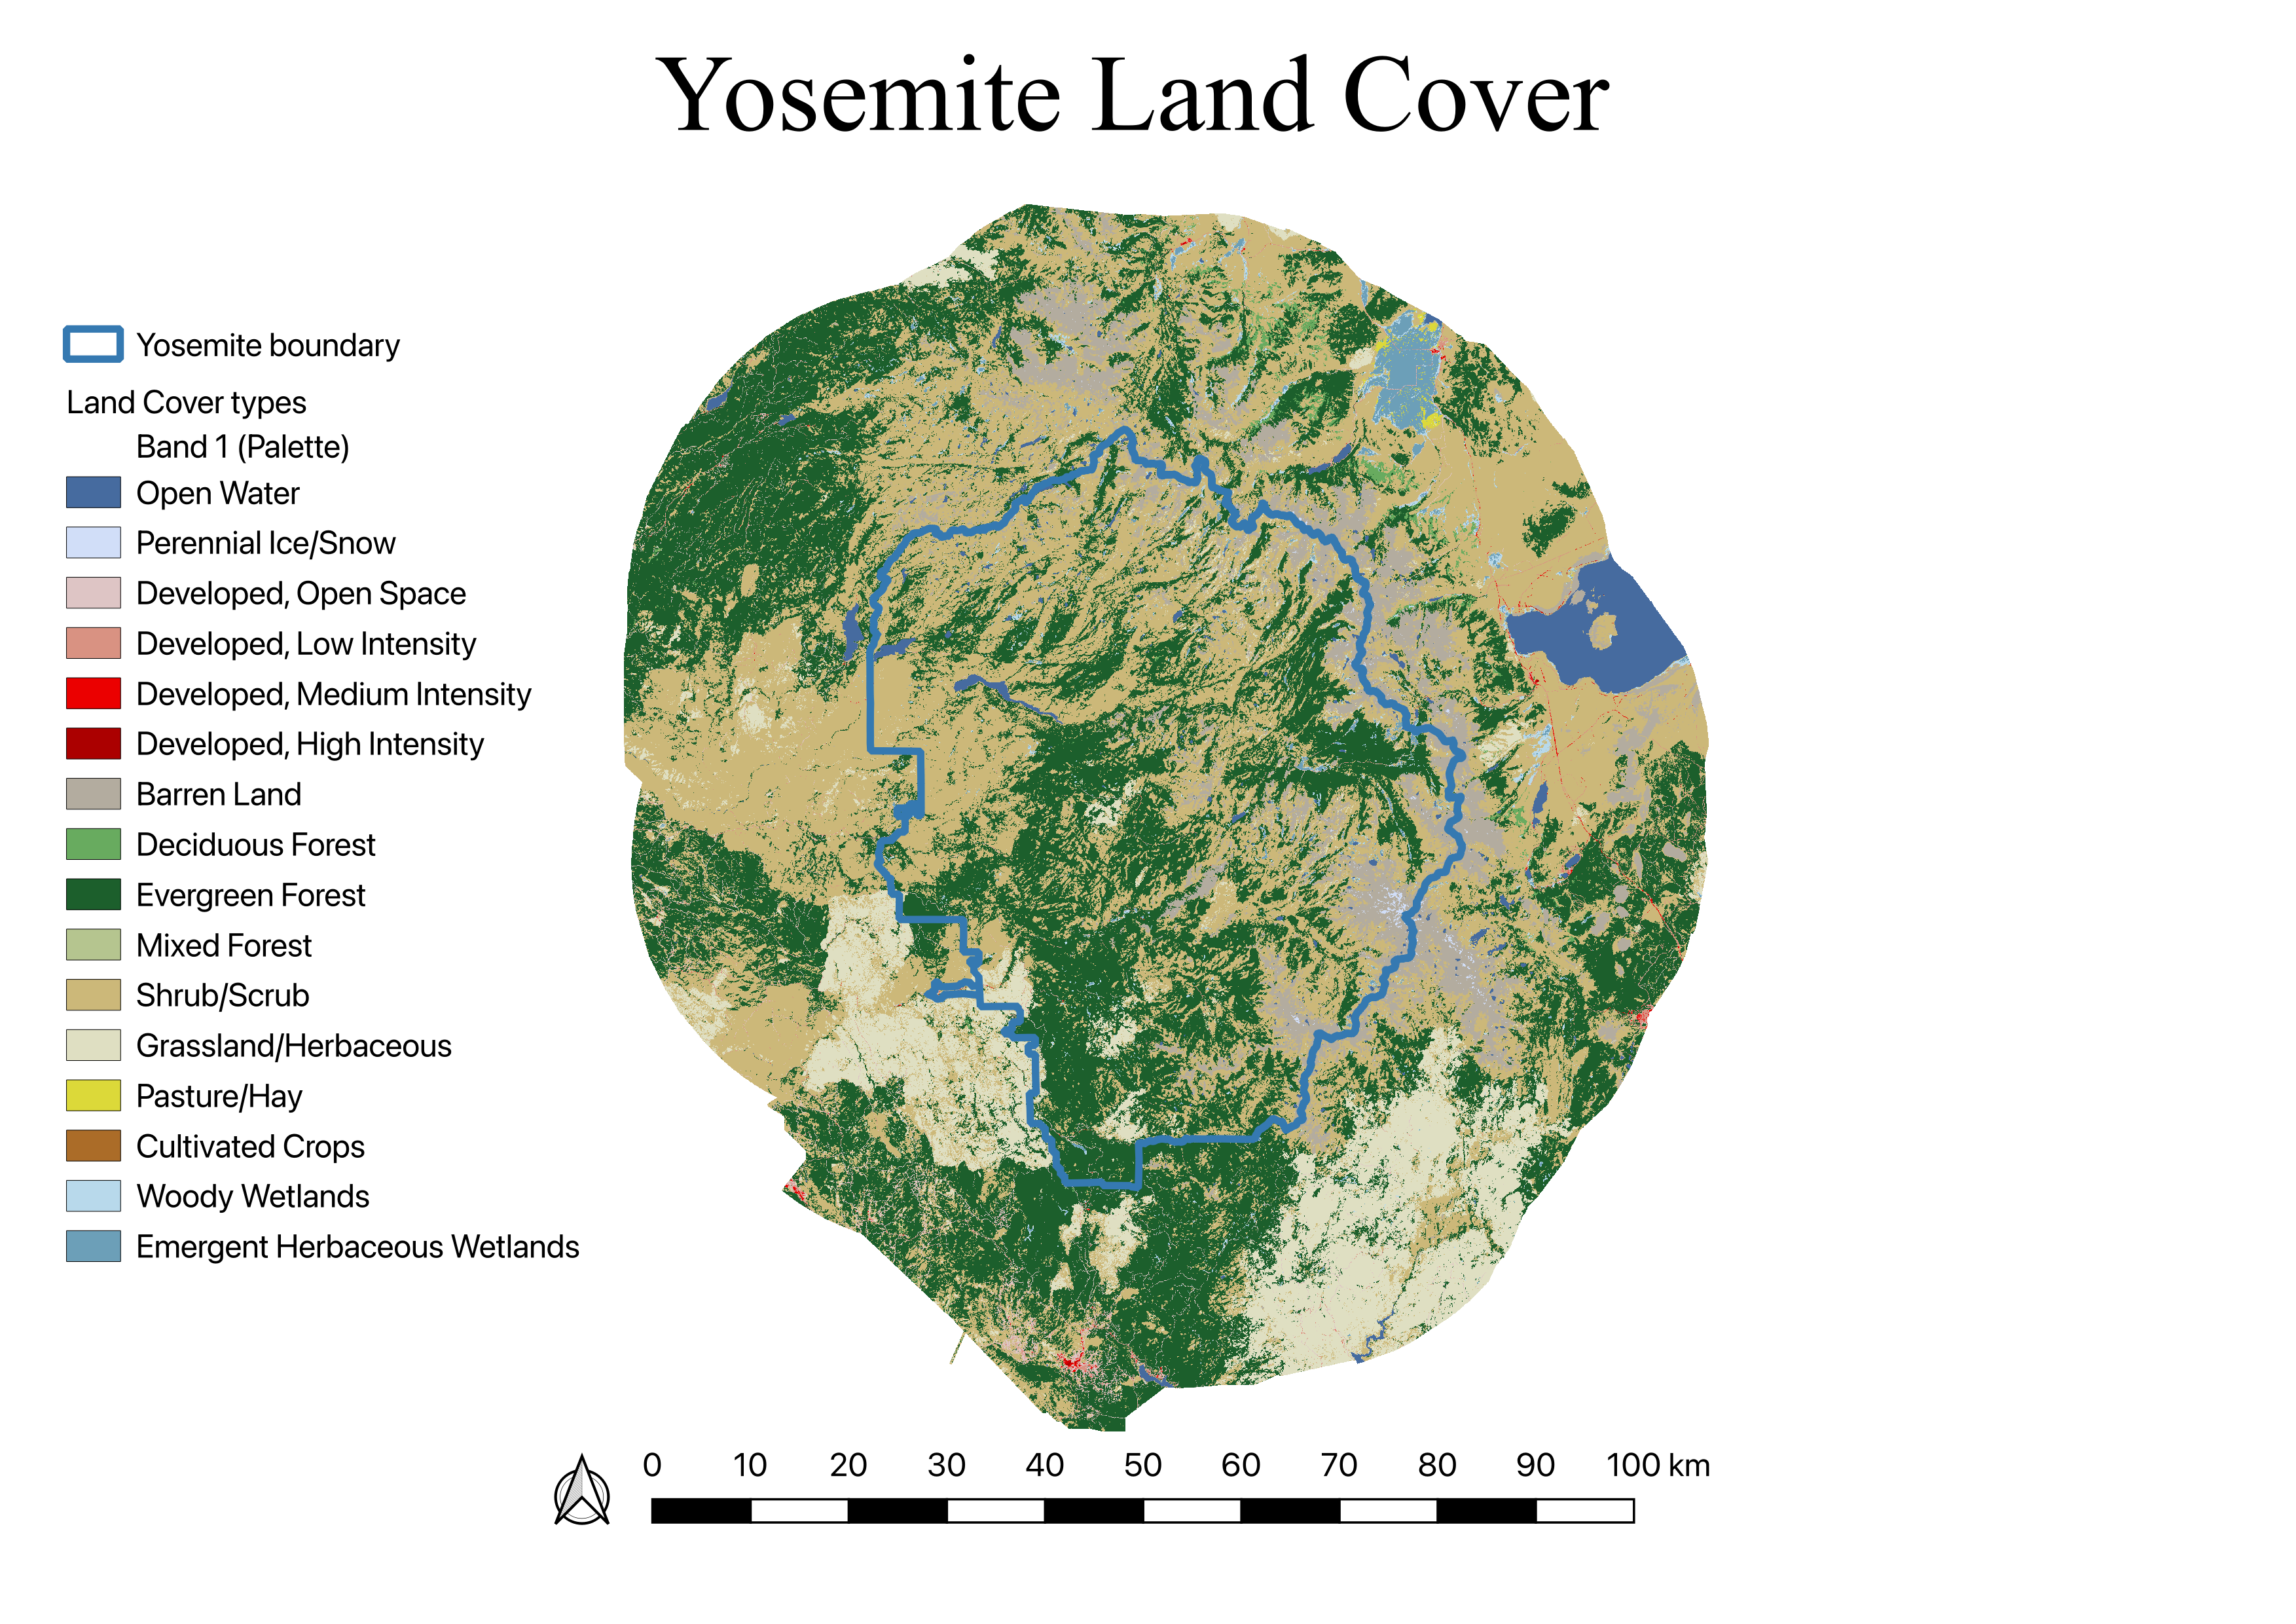 Yosemite Land Cover
Yosemite boundary
Land Cover types
Band 1 (Palette)
Open Water
Perennial Ice/Snow
Developed, Open Space
Developed, Low Intensity
Developed, Medium Intensity
Developed, High Intensity
Barren Land
Deciduous Forest
Evergreen Forest
Mixed Forest
Shrub/Scrub
Grassland/Herbaceous
Pasture/Hay
Cultivated Crops
Woody Wetlands
Emergent Herbaceous Wetlands
0 10 20 30 40 50 60 70 80 90 100 km